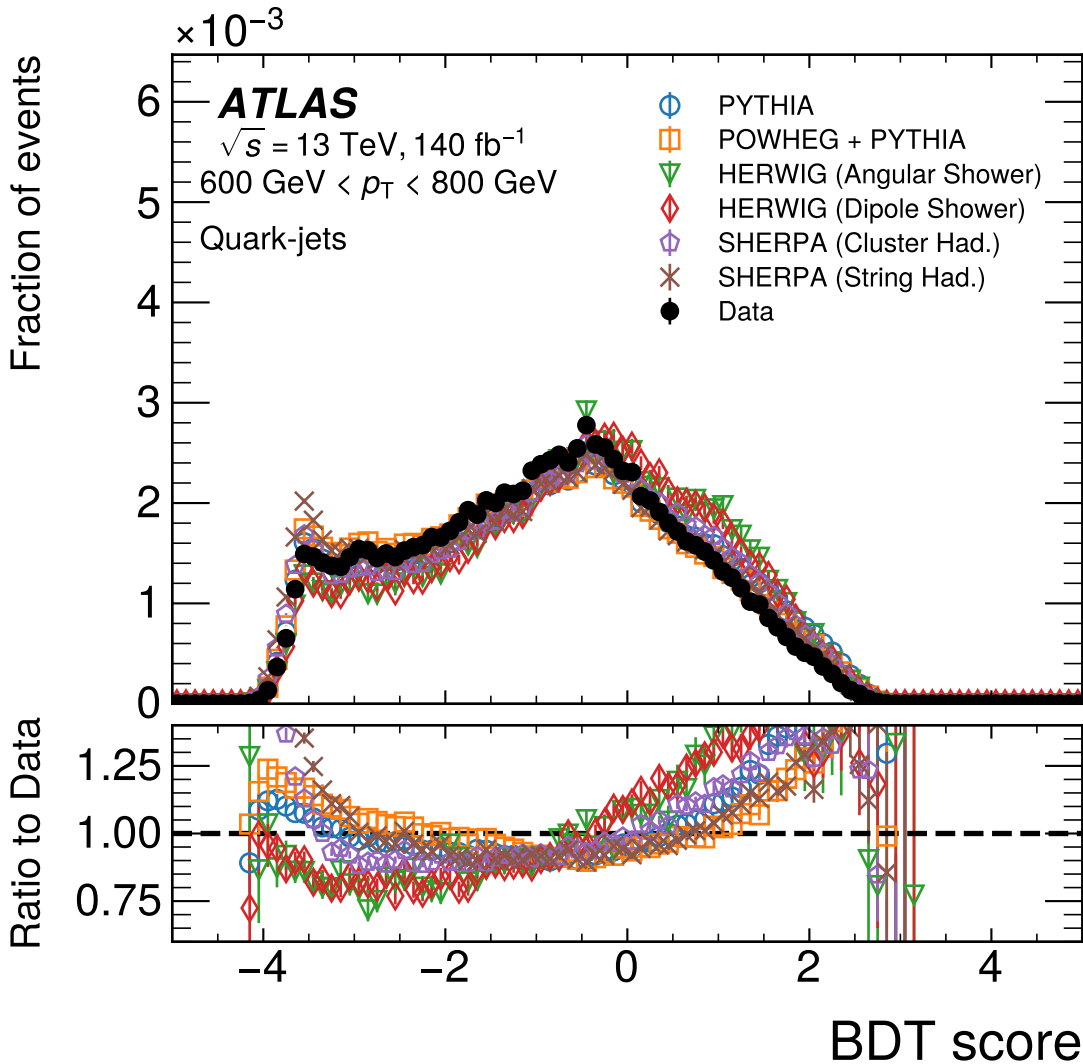 ×10⁻³
Fraction of events
6
5
4
3
2
1
0
ATLAS
√s = 13 TeV, 140 fb⁻¹
600 GeV < pT < 800 GeV
Quark-jets
PYTHIA
POWHEG + PYTHIA
HERWIG (Angular Shower)
HERWIG (Dipole Shower)
SHERPA (Cluster Had.)
SHERPA (String Had.)
Data
Ratio to Data
1.25
1.00
0.75
−4 −2 0 2 4
BDT score